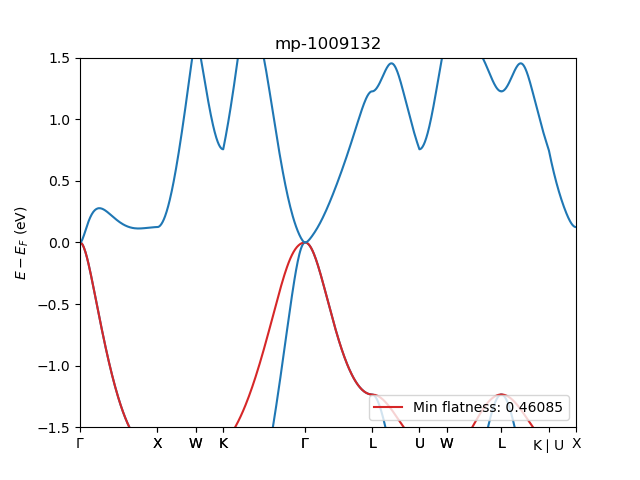 mp-1009132
E − E_F (eV)
1.5
1.0
0.5
0.0
−0.5
−1.0
−1.5
Min flatness: 0.46085
Γ X W K Γ L U W L K | U X